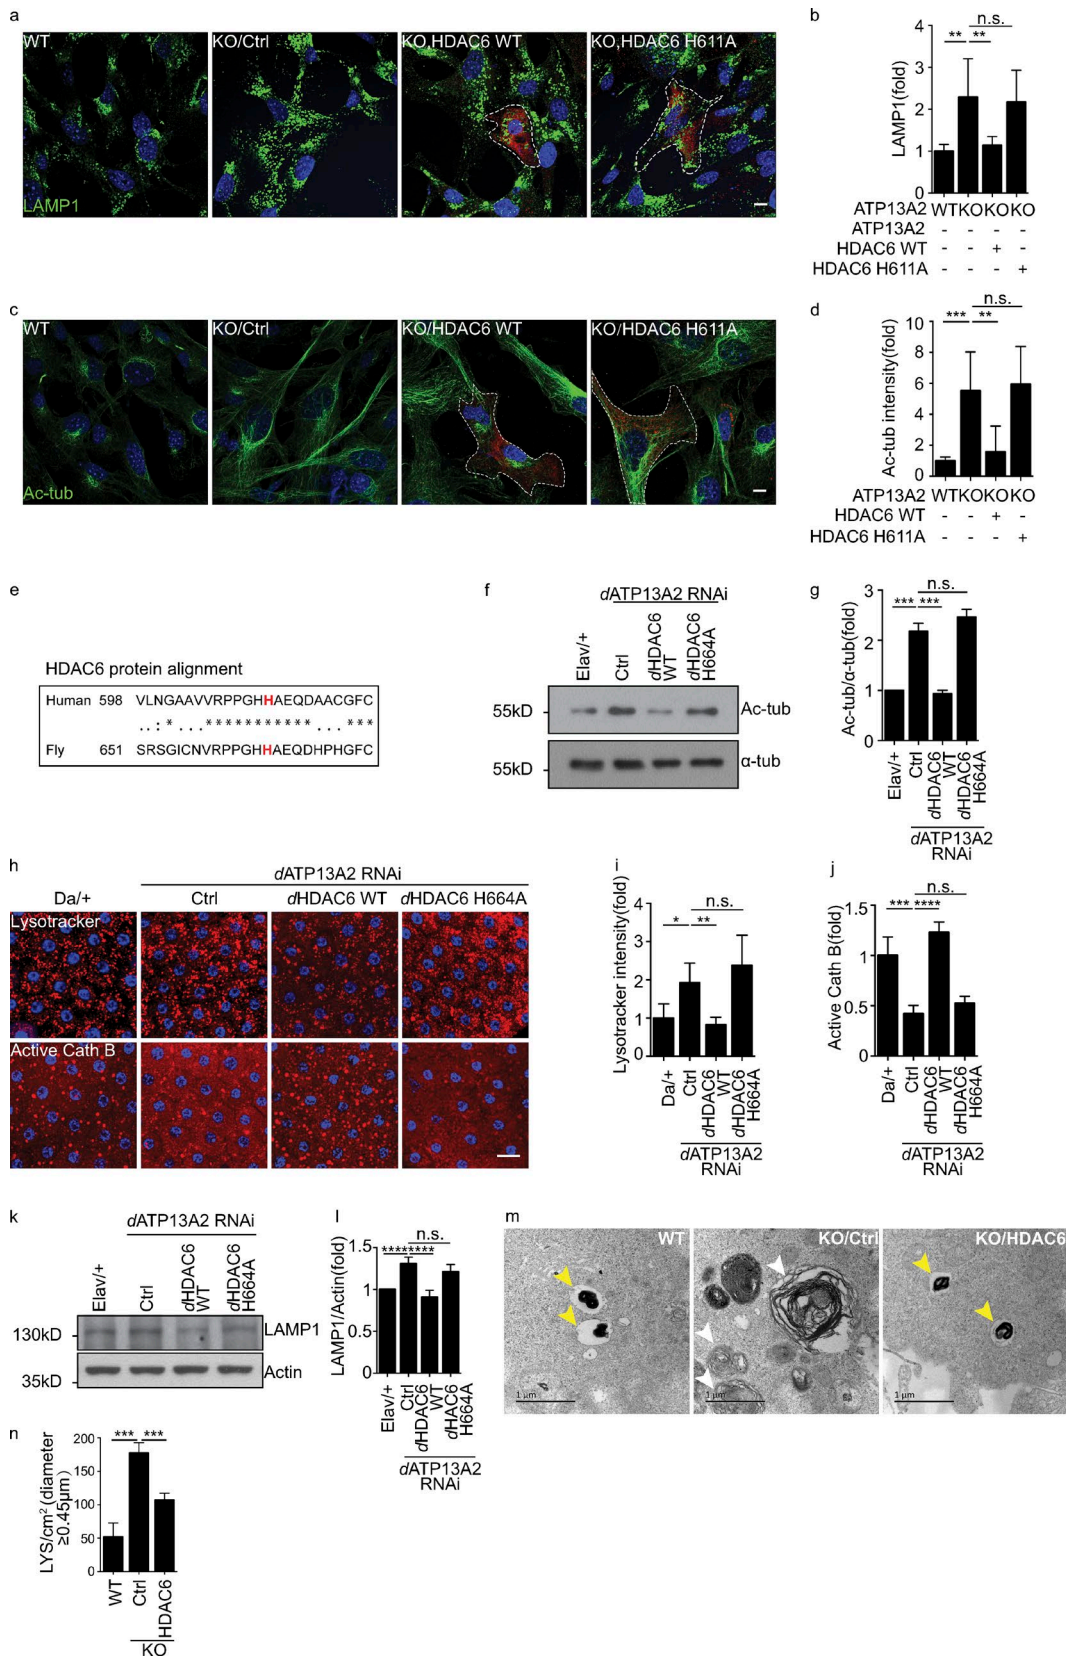 a
WT
KO/Ctrl
KO,HDAC6 WT
KO,HDAC6 H611A
LAMP1
b
n.s.
** **
LAMP1(fold)
4
3
2
1
0
ATP13A2 WT KO KO KO
ATP13A2 - - - -
HDAC6 WT - - + -
HDAC6 H611A - - - +
c
WT
KO/Ctrl
KO/HDAC6 WT
KO/HDAC6 H611A
Ac-tub
d
n.s.
*** **
Ac-tub intensity(fold)
10
8
6
4
2
0
ATP13A2 WT KO KO KO
HDAC6 WT - - + -
HDAC6 H611A - - - +
e
HDAC6 protein alignment
Human 598 VLNGAAVVRPPGHHAEQDAACGFC
. . : * . . . * * * * * * * * * * * . . . * * *
Fly 651 SRSGICNVRPPGHHAEQDHPHGFC
f
dATP13A2 RNAi
Elav/+
Ctrl
dHDAC6 WT
dHDAC6 H664A
55kD
Ac-tub
55kD
α-tub
g
n.s.
*** ***
Ac-tub/α-tub(fold)
3
2
1
0
Elav/+
Ctrl
dHDAC6 WT
dHDAC6 H664A
dATP13A2
RNAi
h
dATP13A2 RNAi
Da/+
Ctrl
dHDAC6 WT
dHDAC6 H664A
Lysotracker
Active Cath B
i
n.s.
* **
Lysotracker intensity(fold)
4
3
2
1
0
Da/+
Ctrl
dHDAC6 WT
dHDAC6 H664A
dATP13A2
RNAi
j
n.s.
*** ****
Active Cath B(fold)
1.5
1
0.5
0
Da/+
Ctrl
dHDAC6 WT
dHDAC6 H664A
dATP13A2
RNAi
k
dATP13A2 RNAi
Elav/+
Ctrl
dHDAC6 WT
dHDAC6 H664A
130kD
LAMP1
35kD
Actin
l
n.s.
**** ****
LAMP1/Actin(fold)
1.5
1
0.5
0
Elav/+
Ctrl
dHDAC6 WT
dHAC6 H664A
dATP13A2
RNAi
m
WT
KO/Ctrl
KO/HDAC6
1 µm
1 µm
1 µm
n
*** ***
LYS/cm² (diameter
≥0.45µm)
200
150
100
50
0
WT
Ctrl
HDAC6
KO